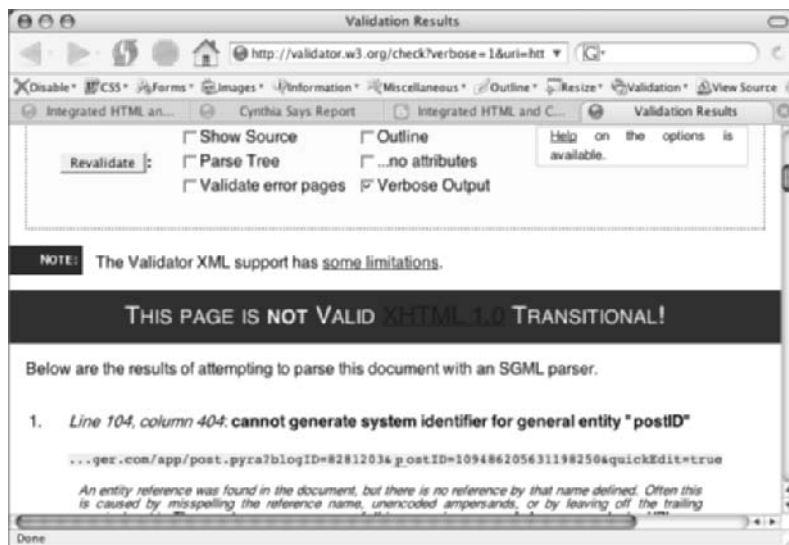 Validation Results
http://validator.w3.org/check?verbose=1&uri=htt
Disable CSS Forms Images Information Miscellaneous Outline Resize Validation View Source
Integrated HTML an... Cynthia Says Report Integrated HTML and C... Validation Results
Show Source Outline Help on the options is
Revalidate : Parse Tree ...no attributes available.
Validate error pages Verbose Output
NOTE: The Validator XML support has some limitations.
THIS PAGE IS NOT VALID XHTML 1.0 TRANSITIONAL!
Below are the results of attempting to parse this document with an SGML parser.
1. Line 104, column 404: cannot generate system identifier for general entity "postID"
...ger.com/app/post.pyra?blogID=8281203&postID=109486205631198250&quickEdit=true
An entity reference was found in the document, but there is no reference by that name defined. Often this
is caused by misspelling the reference name, unencoded ampersands, or by leaving off the trailing
Done